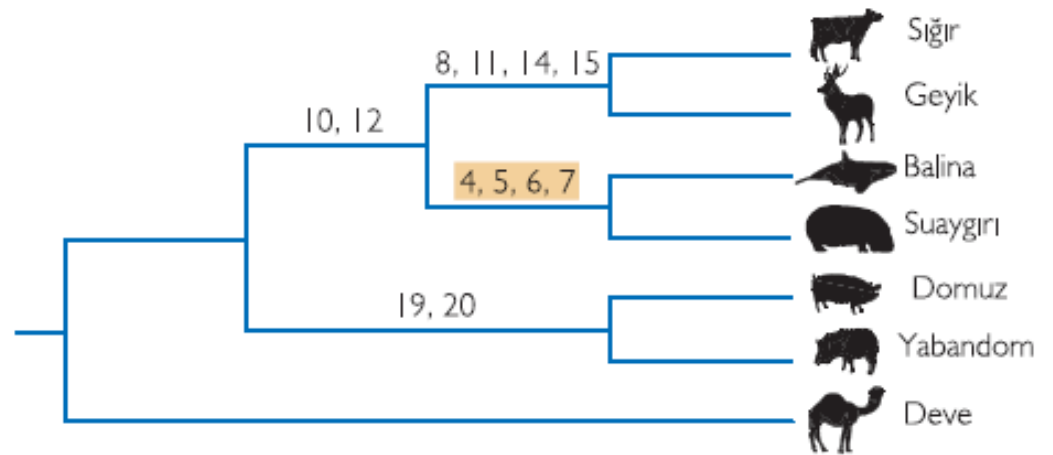 Sığır
8, 11, 14, 15
Geyik
10, 12
Balina
4, 5, 6, 7
Suaygırı
Domuz
19, 20
Yabandom
Deve